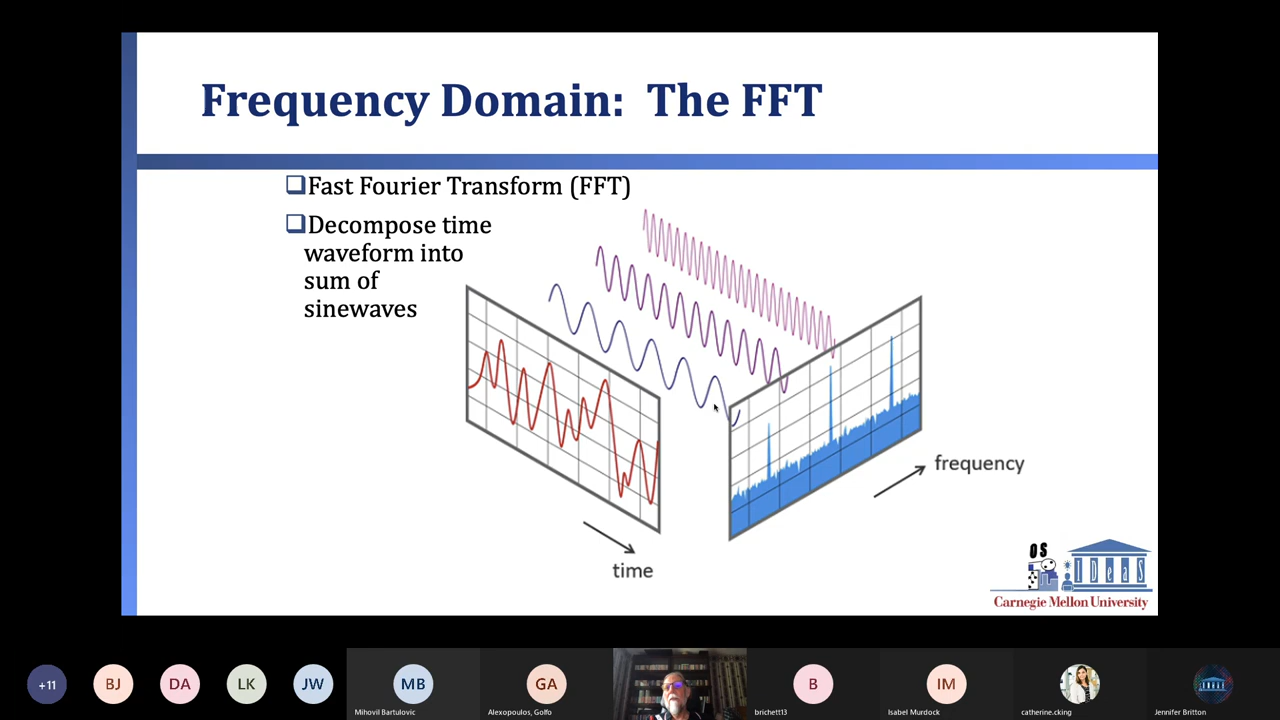 Frequency Domain: The FFT
Fast Fourier Transform (FFT)
Decompose time
waveform into
sum of
sinewaves
frequency
time
OS
IDeaS
Carnegie Mellon University
+11
BJ
DA
LK
JW
MB
GA
B
IM
Mihovil Bartulovic
Alexopoulos, Golfo
brichett13
Isabel Murdock
catherine.cking
Jennifer Britton